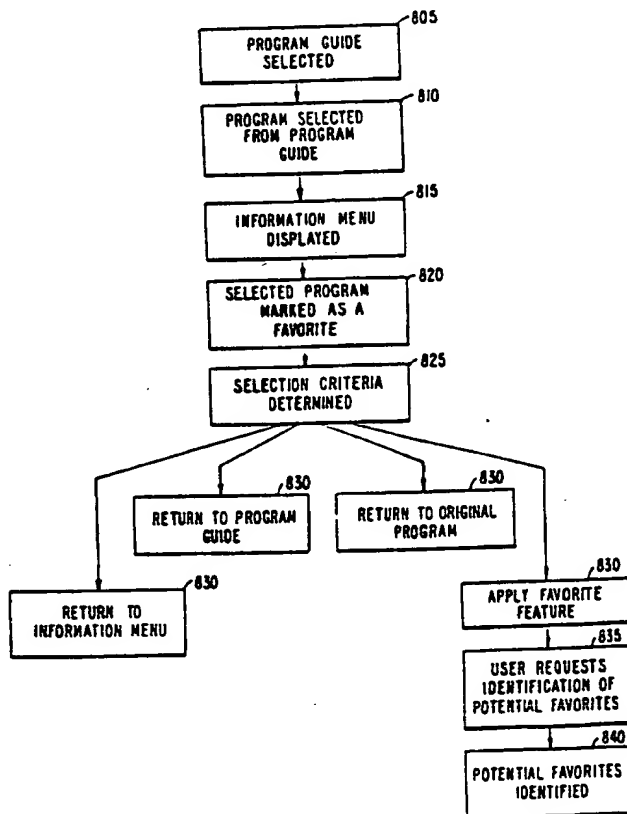 805
PROGRAM GUIDE
SELECTED
810
PROGRAM SELECTED
FROM PROGRAM
GUIDE
815
INFORMATION MENU
DISPLAYED
820
SELECTED PROGRAM
MARKED AS A
FAVORITE
825
SELECTION CRITERIA
DETERMINED
830
RETURN TO PROGRAM
GUIDE
830
RETURN TO ORIGINAL
PROGRAM
830
RETURN TO
INFORMATION MENU
830
APPLY FAVORITE
FEATURE
835
USER REQUESTS
IDENTIFICATION OF
POTENTIAL FAVORITES
840
POTENTIAL FAVORITES
IDENTIFIED